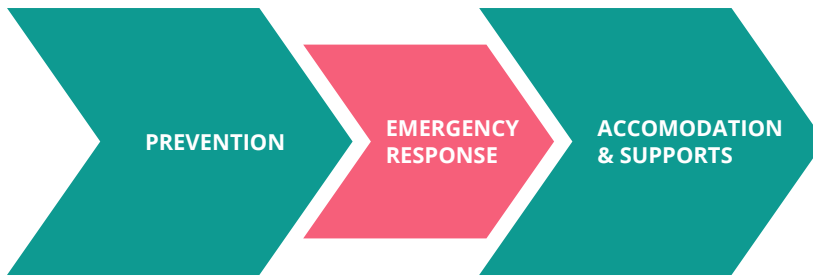 PREVENTION
EMERGENCY
RESPONSE
ACCOMODATION
& SUPPORTS